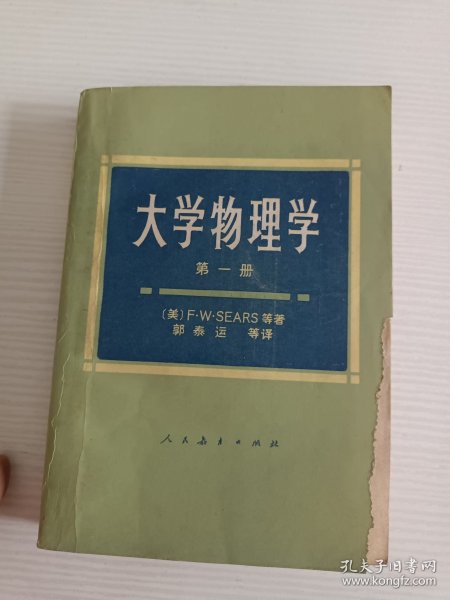 大学物理学
第一册
〔美〕F·W·SEARS 等著
郭泰运 等译
人民教育出版社
孔夫子旧书网
www.kongfz.com